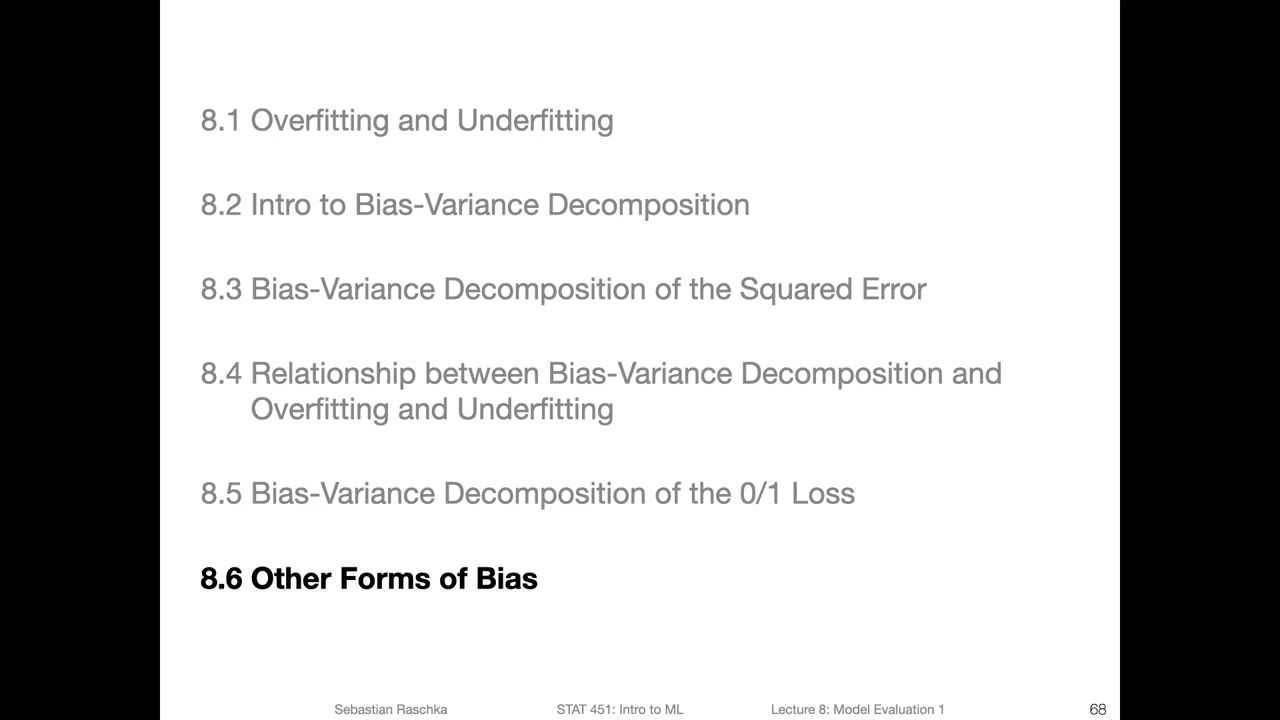 8.1 Overfitting and Underfitting
8.2 Intro to Bias-Variance Decomposition
8.3 Bias-Variance Decomposition of the Squared Error
8.4 Relationship between Bias-Variance Decomposition and
Overfitting and Underfitting
8.5 Bias-Variance Decomposition of the 0/1 Loss
8.6 Other Forms of Bias
Sebastian Raschka STAT 451: Intro to ML Lecture 8: Model Evaluation 1 68